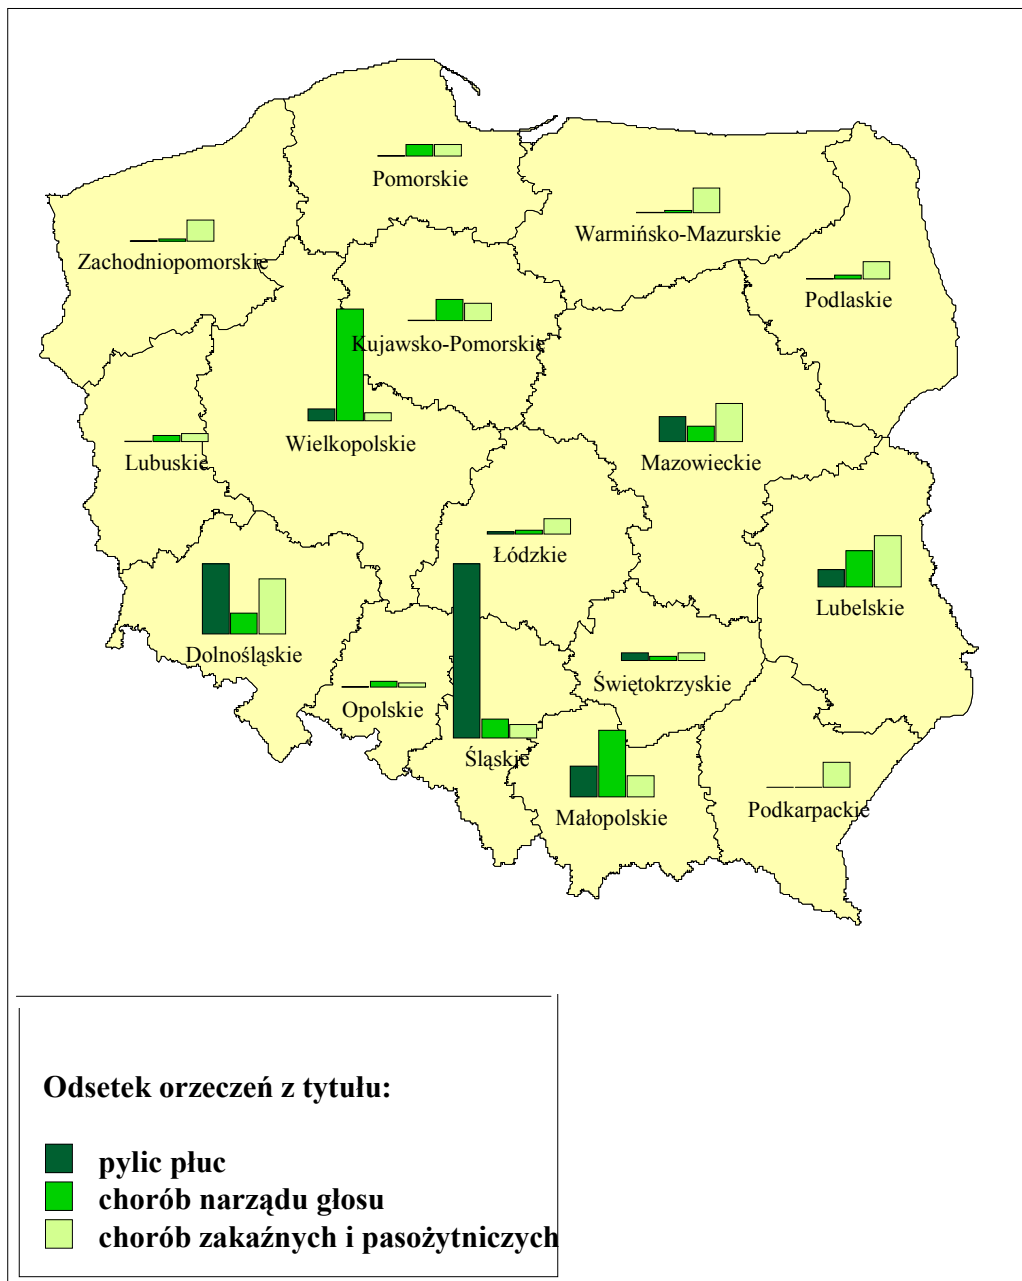 Pomorskie
Warmińsko-Mazurskie
Zachodniopomorskie
Podlaskie
Kujawsko-Pomorskie
Wielkopolskie
Mazowieckie
Lubuskie
Łódzkie
Lubelskie
Dolnośląskie
Świętokrzyskie
Opolskie
Śląskie
Małopolskie
Podkarpackie
Odsetek orzeczeń z tytułu:
pylic płuc
chorób narządu głosu
chorób zakaźnych i pasożytniczych